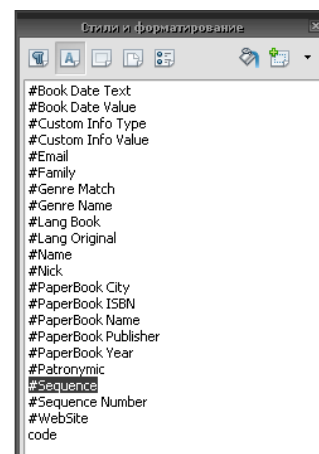 Стили и форматирование
#Book Date Text
#Book Date Value
#Custom Info Type
#Custom Info Value
#Email
#Family
#Genre Match
#Genre Name
#Lang Book
#Lang Original
#Name
#Nick
#PaperBook City
#PaperBook ISBN
#PaperBook Name
#PaperBook Publisher
#PaperBook Year
#Patronymic
#Sequence
#Sequence Number
#WebSite
code